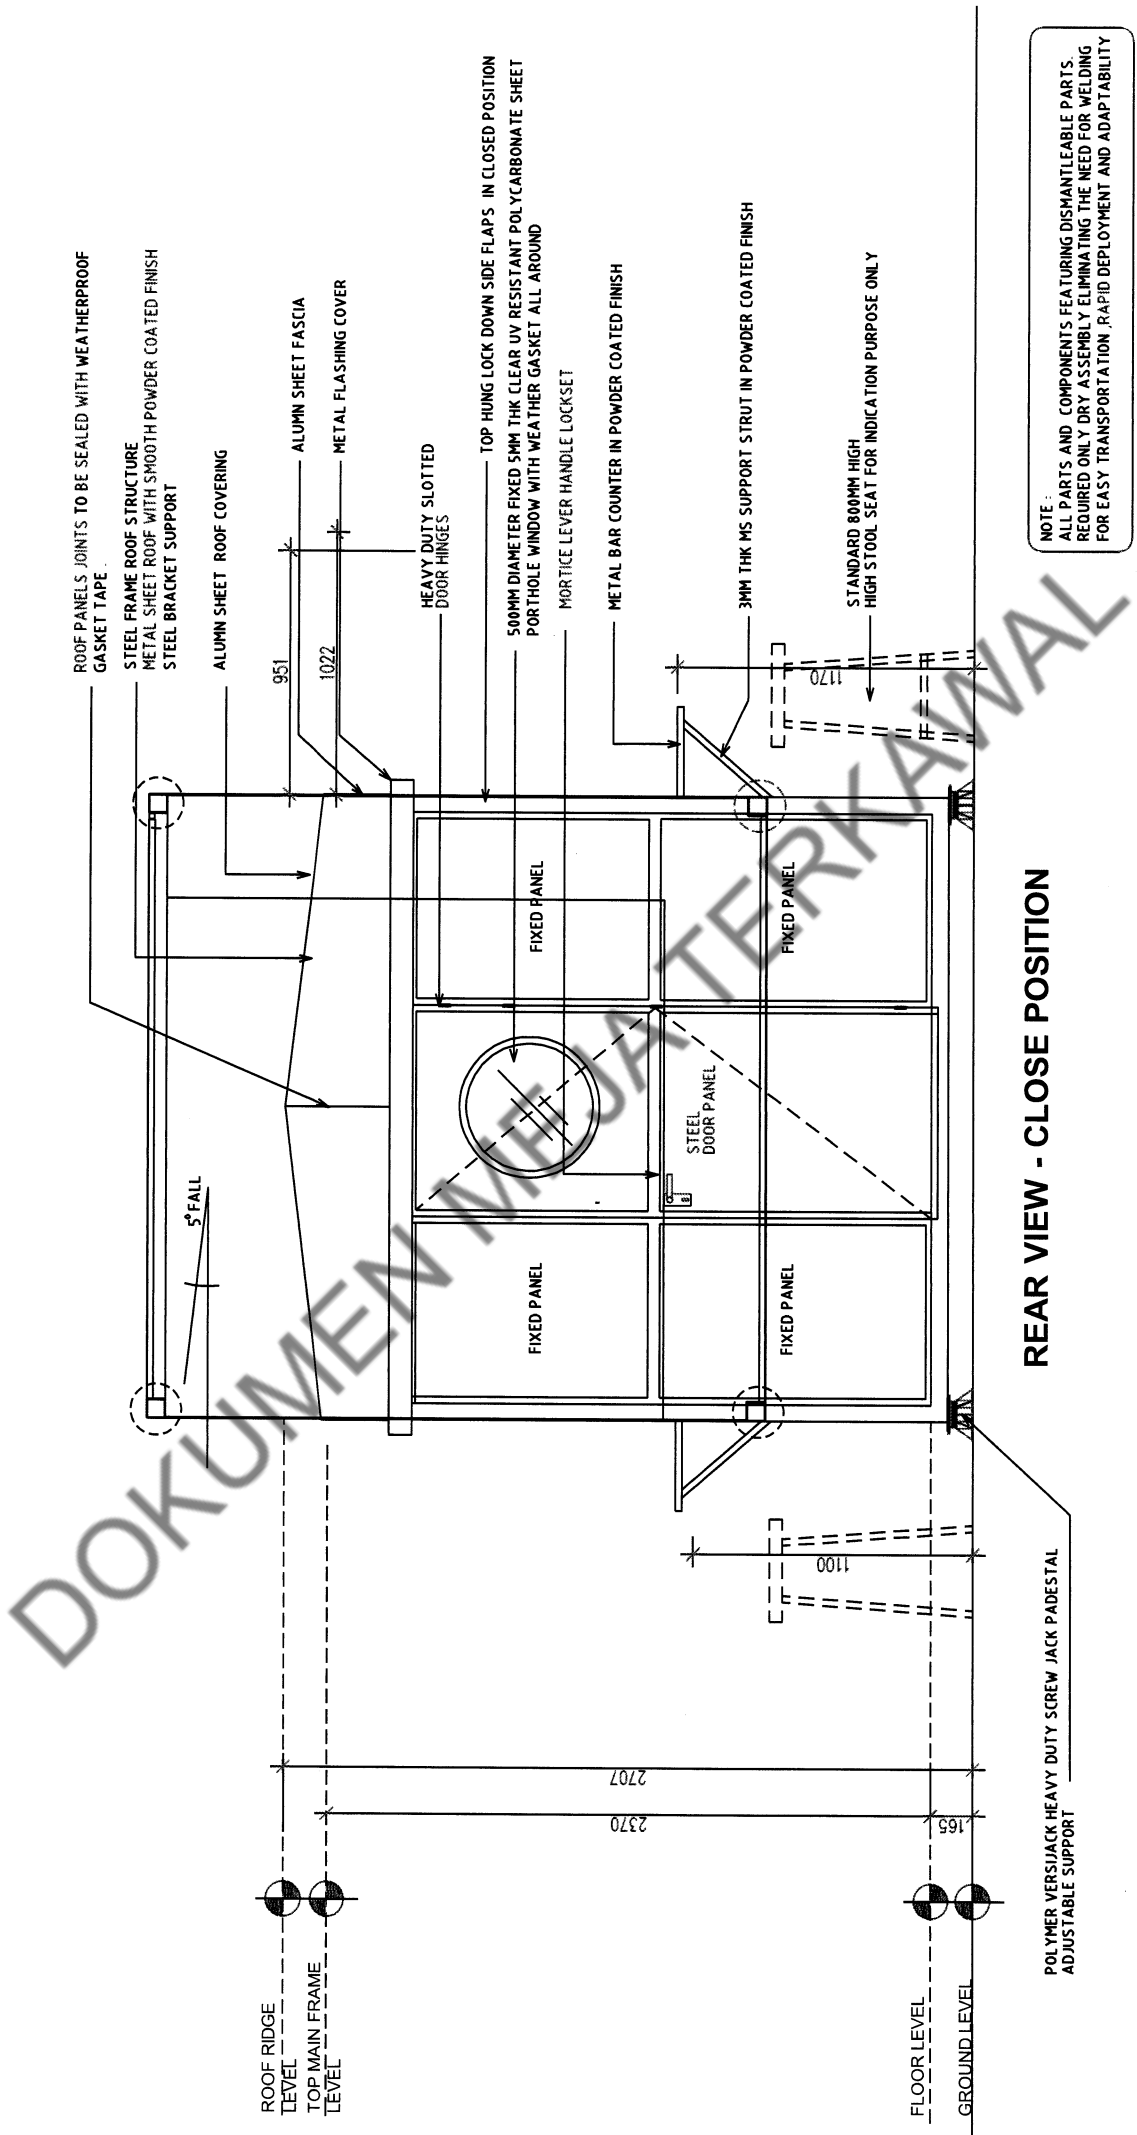 ROOF PANELS JOINTS TO BE SEALED WITH WEATHERPROOF
GASKET TAPE
STEEL FRAME ROOF STRUCTURE
METAL SHEET ROOF WITH SMOOTH POWDER COATED FINISH
STEEL BRACKET SUPPORT
ALUMN SHEET ROOF COVERING
ALUMN SHEET FASCIA
METAL FLASHING COVER
951
1022
5° FALL
HEAVY DUTY SLOTTED
DOOR HINGES
TOP HUNG LOCK DOWN SIDE FLAPS IN CLOSED POSITION
500MM DIAMETER FIXED 5MM THK CLEAR UV RESISTANT POLYCARBONATE SHEET
PORTHOLE WINDOW WITH WEATHER GASKET ALL AROUND
MORTICE LEVER HANDLE LOCKSET
METAL BAR COUNTER IN POWDER COATED FINISH
3MM THK MS SUPPORT STRUT IN POWDER COATED FINISH
STANDARD 800MM HIGH
HIGH STOOL SEAT FOR INDICATION PURPOSE ONLY
FIXED PANEL
FIXED PANEL
FIXED PANEL
FIXED PANEL
STEEL
DOOR PANEL
1170
1100
2707
2370
165
ROOF RIDGE
LEVEL
TOP MAIN FRAME
LEVEL
FLOOR LEVEL
GROUND LEVEL
POLYMER VERSIJACK HEAVY DUTY SCREW JACK PADESTAL
ADJUSTABLE SUPPORT
REAR VIEW - CLOSE POSITION
NOTE :
ALL PARTS AND COMPONENTS FEATURING DISMANTLEABLE PARTS.
REQUIRED ONLY DRY ASSEMBLY ELIMINATING THE NEED FOR WELDING
FOR EASY TRANSPORTATION ,RAPID DEPLOYMENT AND ADAPTABILITY
DOKUMEN MEJA TERKAWAL